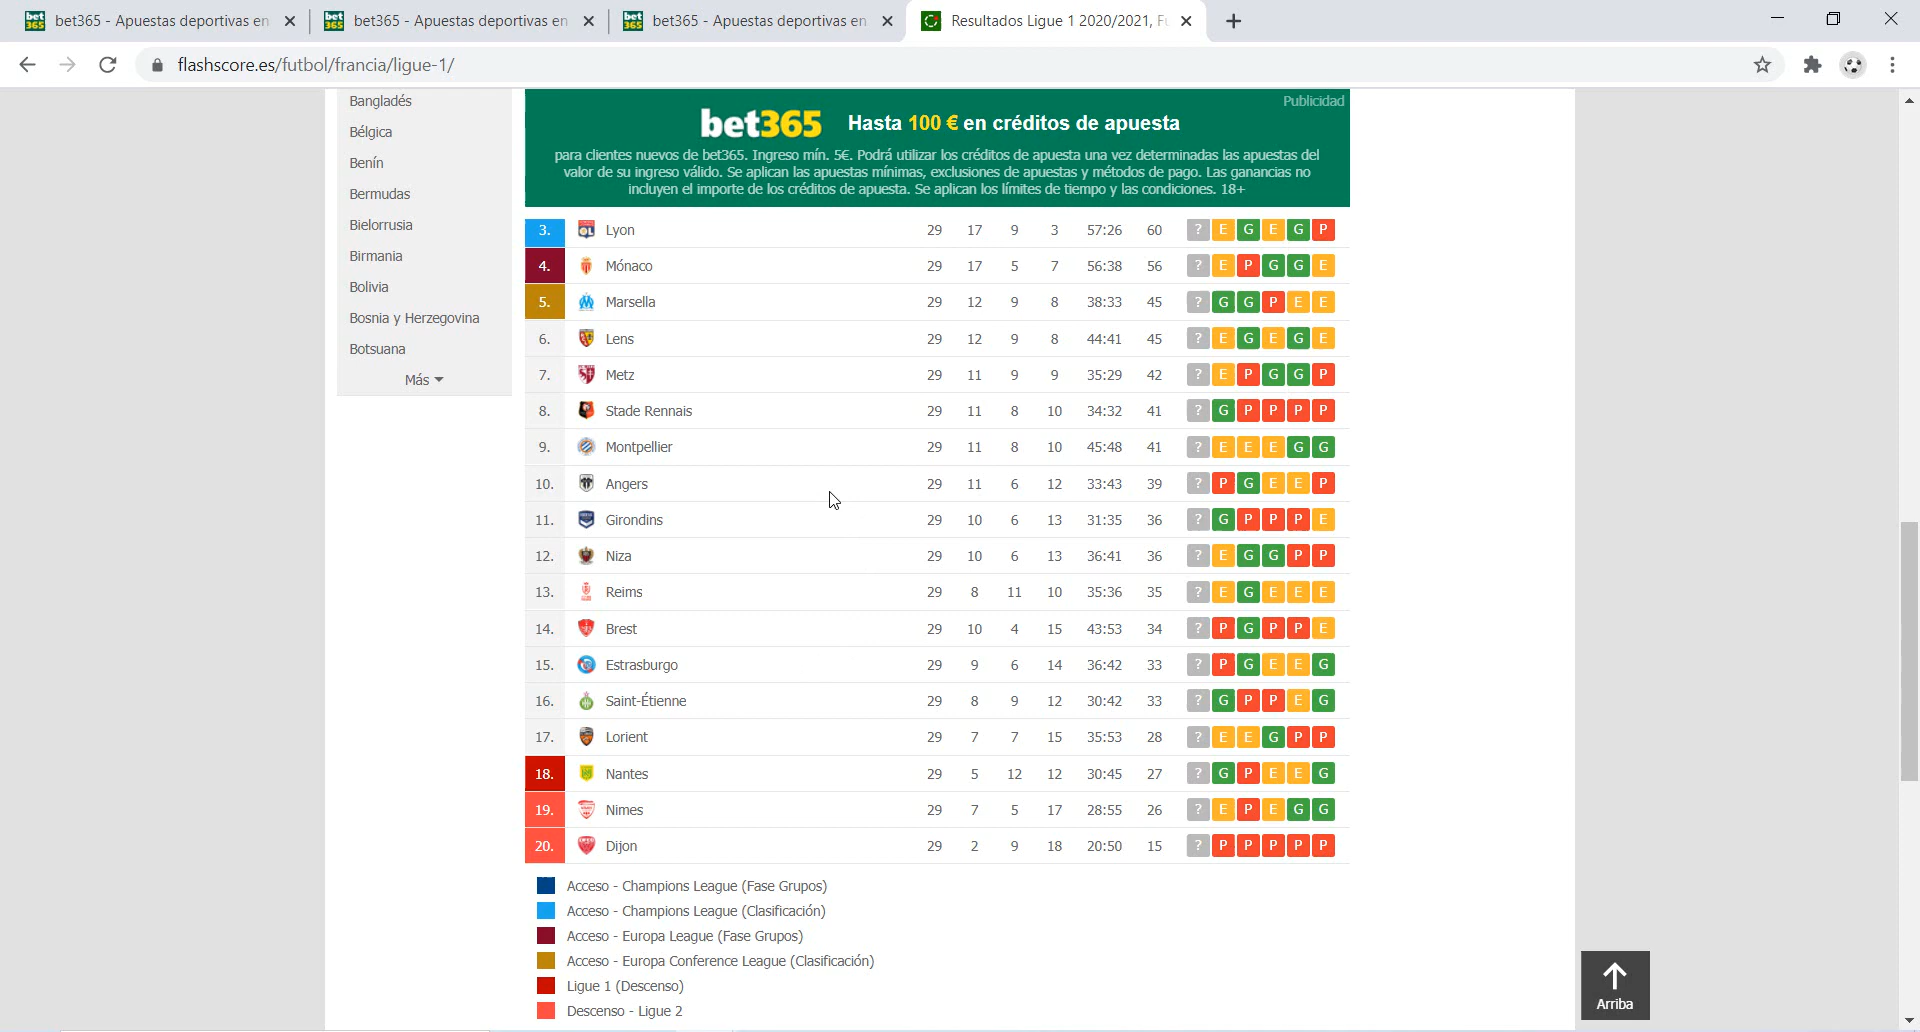 bet365 - Apuestas deportivas en
bet365 - Apuestas deportivas en
bet365 - Apuestas deportivas en
Resultados Ligue 1 2020/2021, F
flashscore.es/futbol/francia/ligue-1/
Bangladés
Bélgica
Benín
Bermudas
Bielorrusia
Birmania
Bolivia
Bosnia y Herzegovina
Botsuana
Más
Publicidad
bet365 Hasta 100 € en créditos de apuesta
para clientes nuevos de bet365. Ingreso mín. 5€. Podrá utilizar los créditos de apuesta una vez determinadas las apuestas del
valor de su ingreso válido. Se aplican las apuestas mínimas, exclusiones de apuestas y métodos de pago. Las ganancias no
incluyen el importe de los créditos de apuesta. Se aplican los límites de tiempo y las condiciones. 18+
3. Lyon 29 17 9 3 57:26 60 ? E G E G P
4. Mónaco 29 17 5 7 56:38 56 ? E P G G E
5. Marsella 29 12 9 8 38:33 45 ? G G P E E
6. Lens 29 12 9 8 44:41 45 ? E G E G E
7. Metz 29 11 9 9 35:29 42 ? E P G G P
8. Stade Rennais 29 11 8 10 34:32 41 ? G P P P P
9. Montpellier 29 11 8 10 45:48 41 ? E E E G G
10. Angers 29 11 6 12 33:43 39 ? P G E E P
11. Girondins 29 10 6 13 31:35 36 ? G P P P E
12. Niza 29 10 6 13 36:41 36 ? E G G P P
13. Reims 29 8 11 10 35:36 35 ? E G E E E
14. Brest 29 10 4 15 43:53 34 ? P G P P E
15. Estrasburgo 29 9 6 14 36:42 33 ? P G E E G
16. Saint-Étienne 29 8 9 12 30:42 33 ? G P P E G
17. Lorient 29 7 7 15 35:53 28 ? E E G P P
18. Nantes 29 5 12 12 30:45 27 ? G P E E G
19. Nimes 29 7 5 17 28:55 26 ? E P E G G
20. Dijon 29 2 9 18 20:50 15 ? P P P P P
Acceso - Champions League (Fase Grupos)
Acceso - Champions League (Clasificación)
Acceso - Europa League (Fase Grupos)
Acceso - Europa Conference League (Clasificación)
Ligue 1 (Descenso)
Descenso - Ligue 2
Arriba